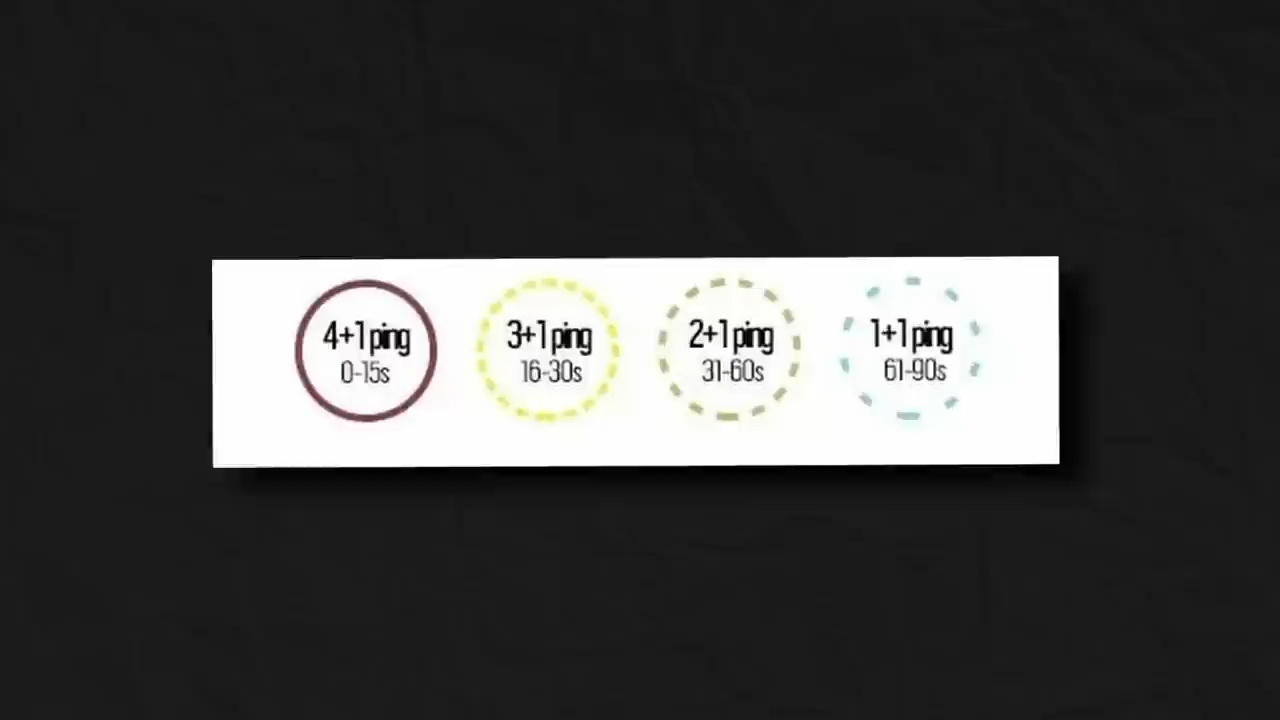 4+1 ping
0-15s
3+1 ping
16-30s
2+1 ping
31-60s
1+1 ping
61-90s